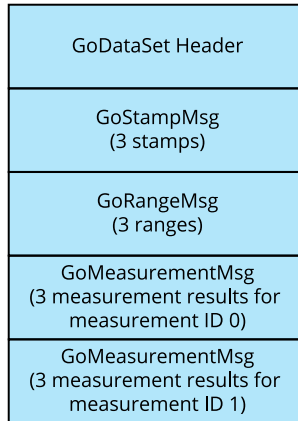 GoDataSet Header
GoStampMsg
(3 stamps)
GoRangeMsg
(3 ranges)
GoMeasurementMsg
(3 measurement results for
measurement ID 0)
GoMeasurementMsg
(3 measurement results for
measurement ID 1)